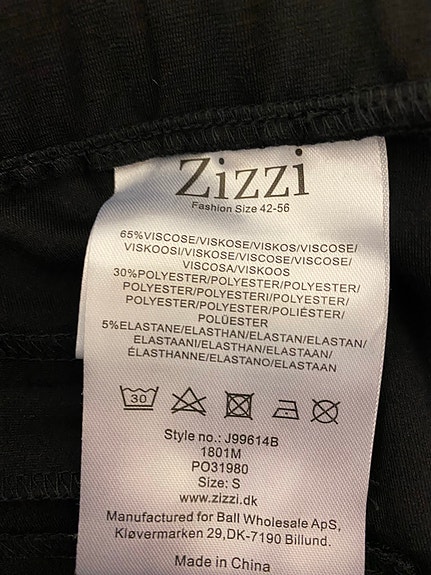 Zizzi
Fashion Size 42-56
65%VISCOSE/VISKOSE/VISKOS/VISCOSE/
VISKOOSI/VISKOSE/VISCOSE/VISCOSE/
VISCOSA/VISKOOS
30%POLYESTER/POLYESTER/POLYESTER/
POLYESTER/POLYESTERI/POLYESTER/
POLYESTER/POLYESTER/POLIÉSTER/
POLÜESTER
5%ELASTANE/ELASTHAN/ELASTAN/ELASTAN/
ELASTAANI/ELASTHAN/ELASTAAN/
ÉLASTHANNE/ELASTANO/ELASTAAN
30
Style no.: J99614B
1801M
PO31980
Size: S
www.zizzi.dk
Manufactured for Ball Wholesale ApS,
Kløvermarken 29,DK-7190 Billund.
Made in China